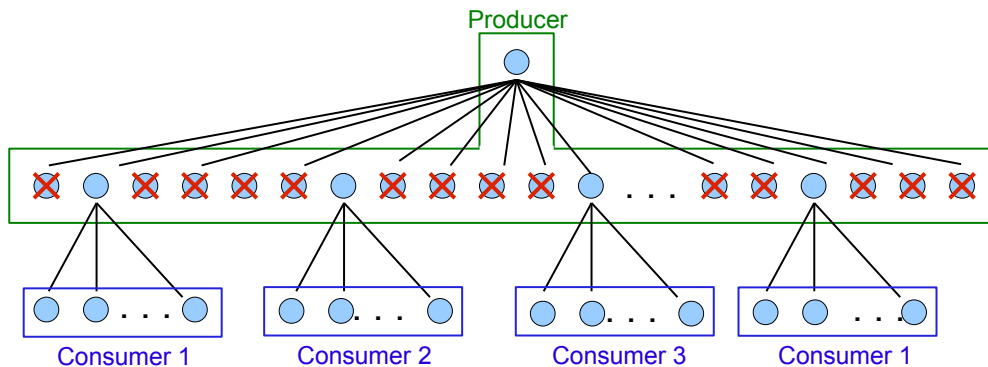 Producer
. . .
. . .
. . .
. . .
. . .
Consumer 1
Consumer 2
Consumer 3
Consumer 1